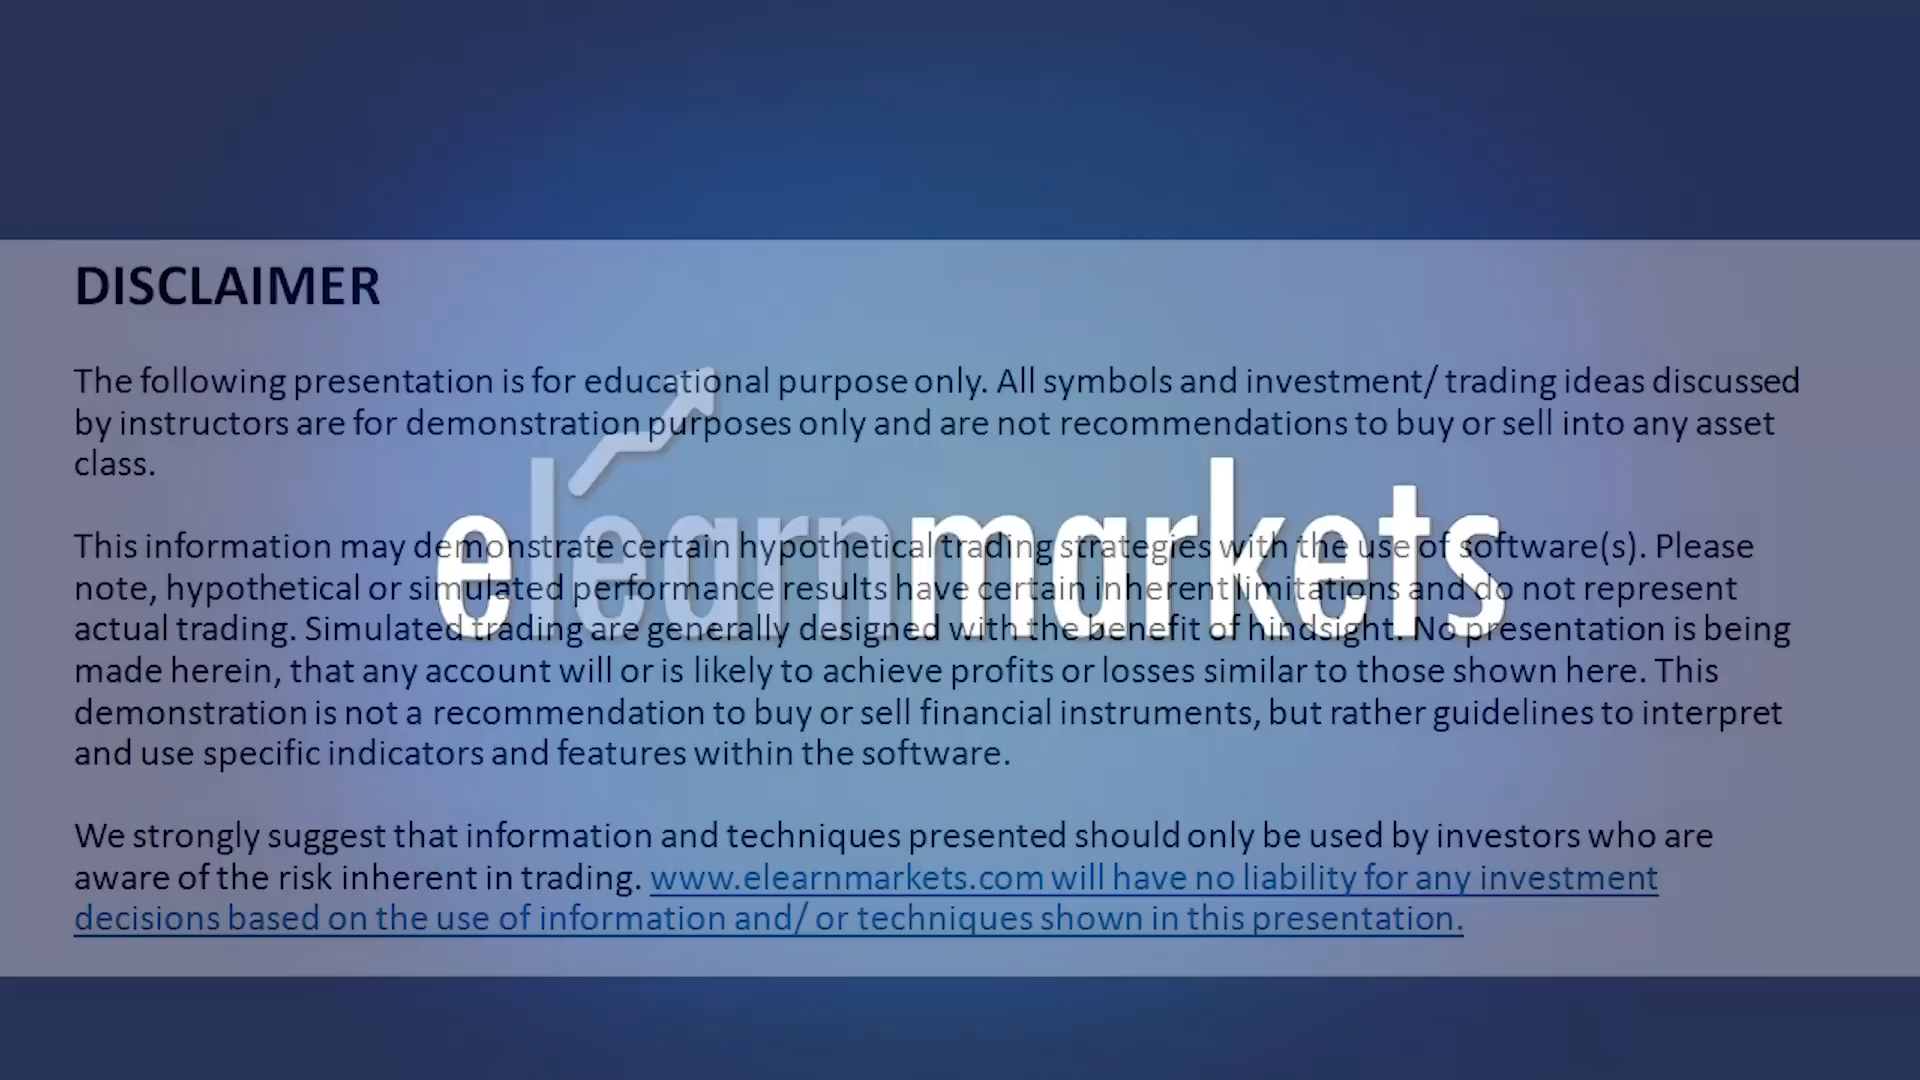 DISCLAIMER
The following presentation is for educational purpose only. All symbols and investment/ trading ideas discussed
by instructors are for demonstration purposes only and are not recommendations to buy or sell into any asset
class.
elearnmarkets
This information may demonstrate certain hypothetical trading strategies with the use of software(s). Please
note, hypothetical or simulated performance results have certain inherent limitations and do not represent
actual trading. Simulated trading are generally designed with the benefit of hindsight. No presentation is being
made herein, that any account will or is likely to achieve profits or losses similar to those shown here. This
demonstration is not a recommendation to buy or sell financial instruments, but rather guidelines to interpret
and use specific indicators and features within the software.
We strongly suggest that information and techniques presented should only be used by investors who are
aware of the risk inherent in trading. www.elearnmarkets.com will have no liability for any investment
decisions based on the use of information and/ or techniques shown in this presentation.